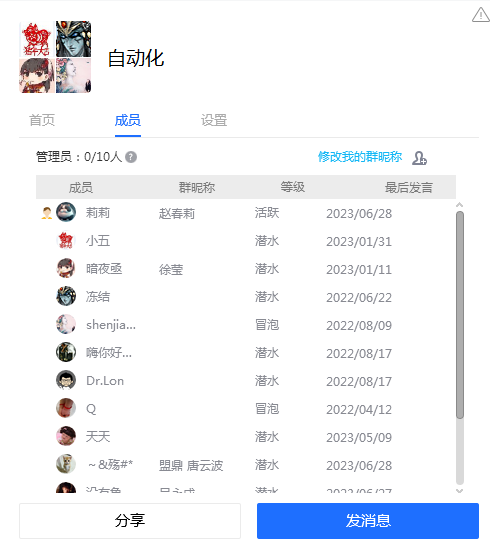 自动化
首页 成员 设置
管理员：0/10人 ? 修改我的群昵称
成员 群昵称 等级 最后发言
莉莉 赵春莉 活跃 2023/06/28
小五 潜水 2023/01/31
暗夜亟 徐莹 潜水 2023/01/11
冻结 潜水 2022/06/22
shenjia... 冒泡 2022/08/09
嗨你好... 潜水 2022/08/17
Dr.Lon 潜水 2022/08/17
Q 冒泡 2022/04/12
天天 潜水 2023/05/09
～&殇#* 盟鼎 唐云波 潜水 2023/06/28
没有鱼 潜水 2023/06/27
分享 发消息